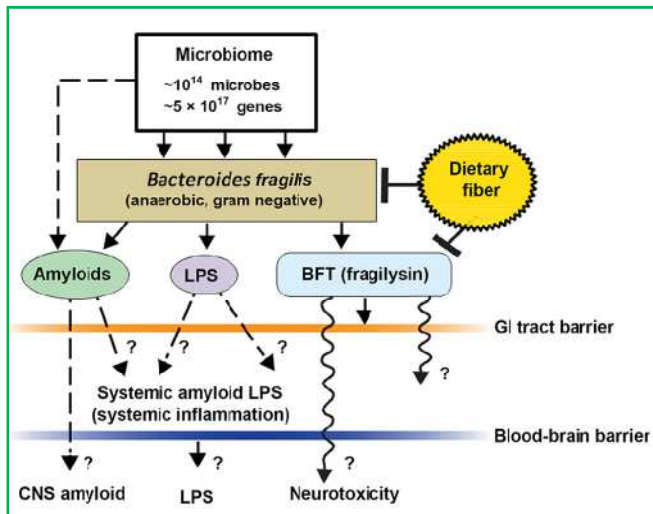 Microbiome
~10¹⁴ microbes
~5 × 10¹⁷ genes
Bacteroides fragilis
(anaerobic, gram negative)
Dietary
fiber
Amyloids
LPS
BFT (fragilysin)
GI tract barrier
? ? ? ?
Systemic amyloid LPS
(systemic inflammation)
Blood-brain barrier
? ? ?
CNS amyloid
LPS
Neurotoxicity